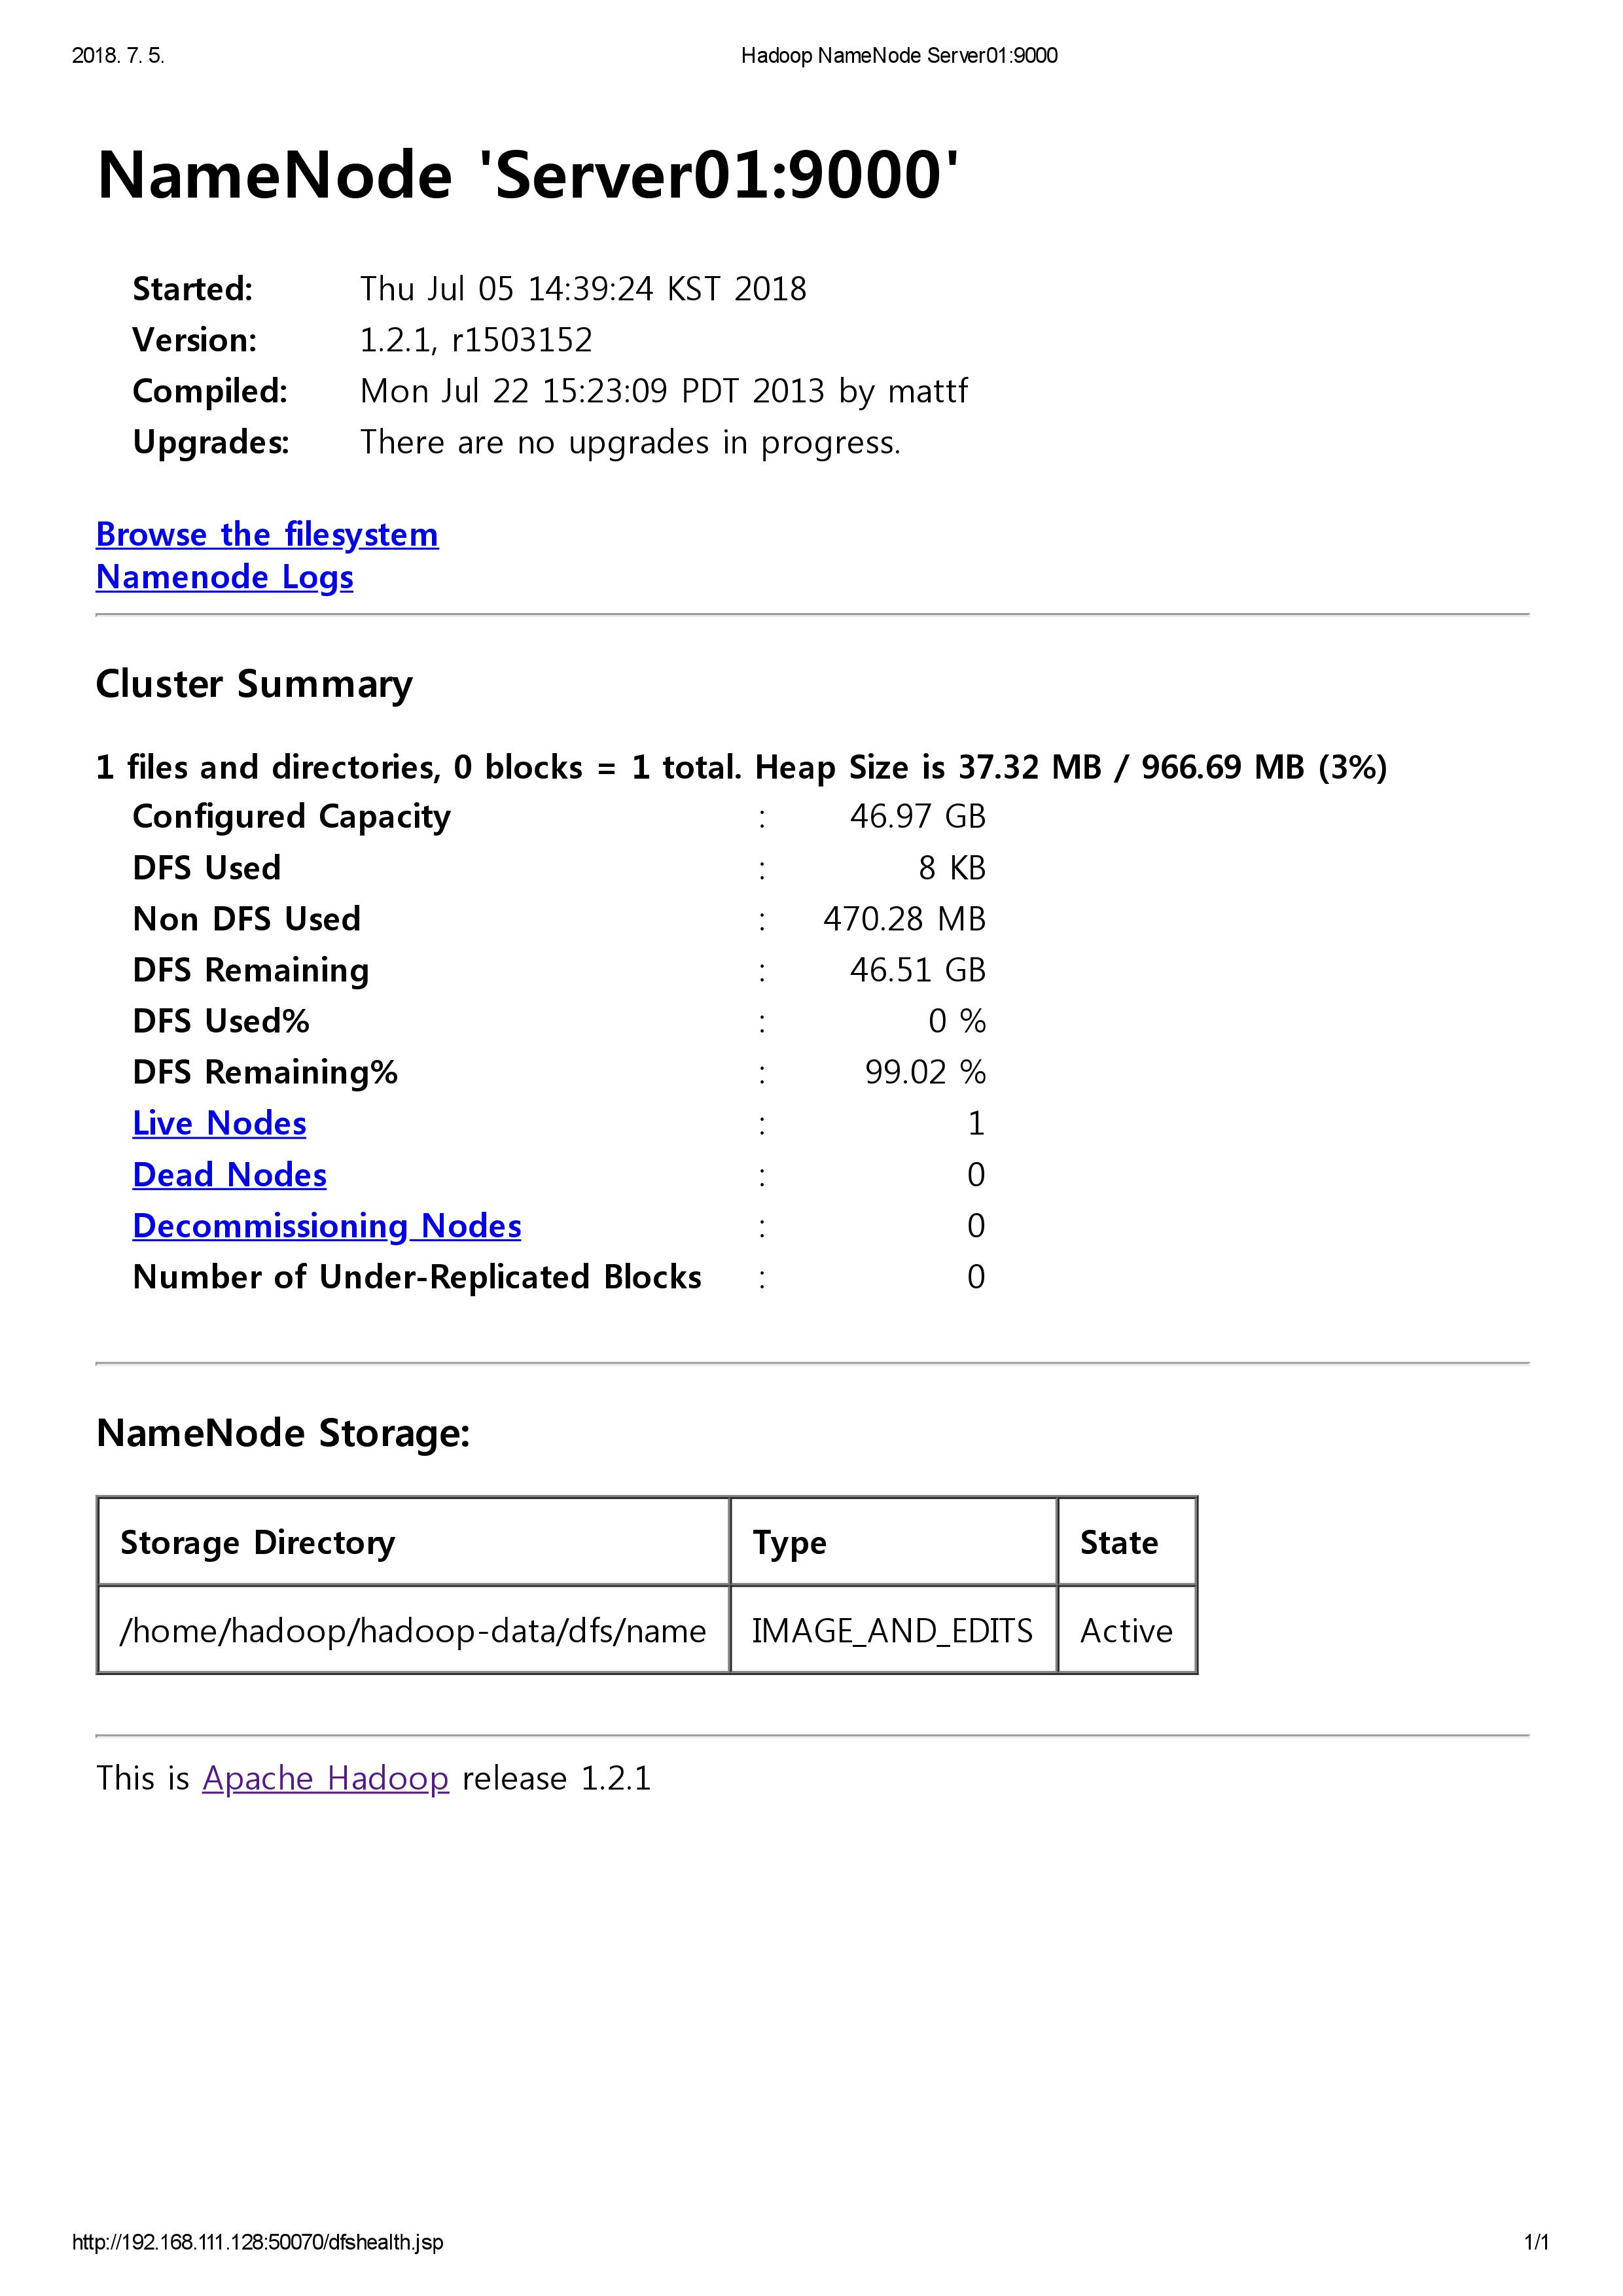 2018. 7. 5.
Hadoop NameNode Server01:9000
NameNode 'Server01:9000'
Started: Thu Jul 05 14:39:24 KST 2018
Version: 1.2.1, r1503152
Compiled: Mon Jul 22 15:23:09 PDT 2013 by mattf
Upgrades: There are no upgrades in progress.
Browse the filesystem
Namenode Logs
Cluster Summary
1 files and directories, 0 blocks = 1 total. Heap Size is 37.32 MB / 966.69 MB (3%)
Configured Capacity : 46.97 GB
DFS Used : 8 KB
Non DFS Used : 470.28 MB
DFS Remaining : 46.51 GB
DFS Used% : 0 %
DFS Remaining% : 99.02 %
Live Nodes : 1
Dead Nodes : 0
Decommissioning Nodes : 0
Number of Under-Replicated Blocks : 0
NameNode Storage:
Storage Directory Type State
/home/hadoop/hadoop-data/dfs/name IMAGE_AND_EDITS Active
This is Apache Hadoop release 1.2.1
http://192.168.111.128:50070/dfshealth.jsp
1/1